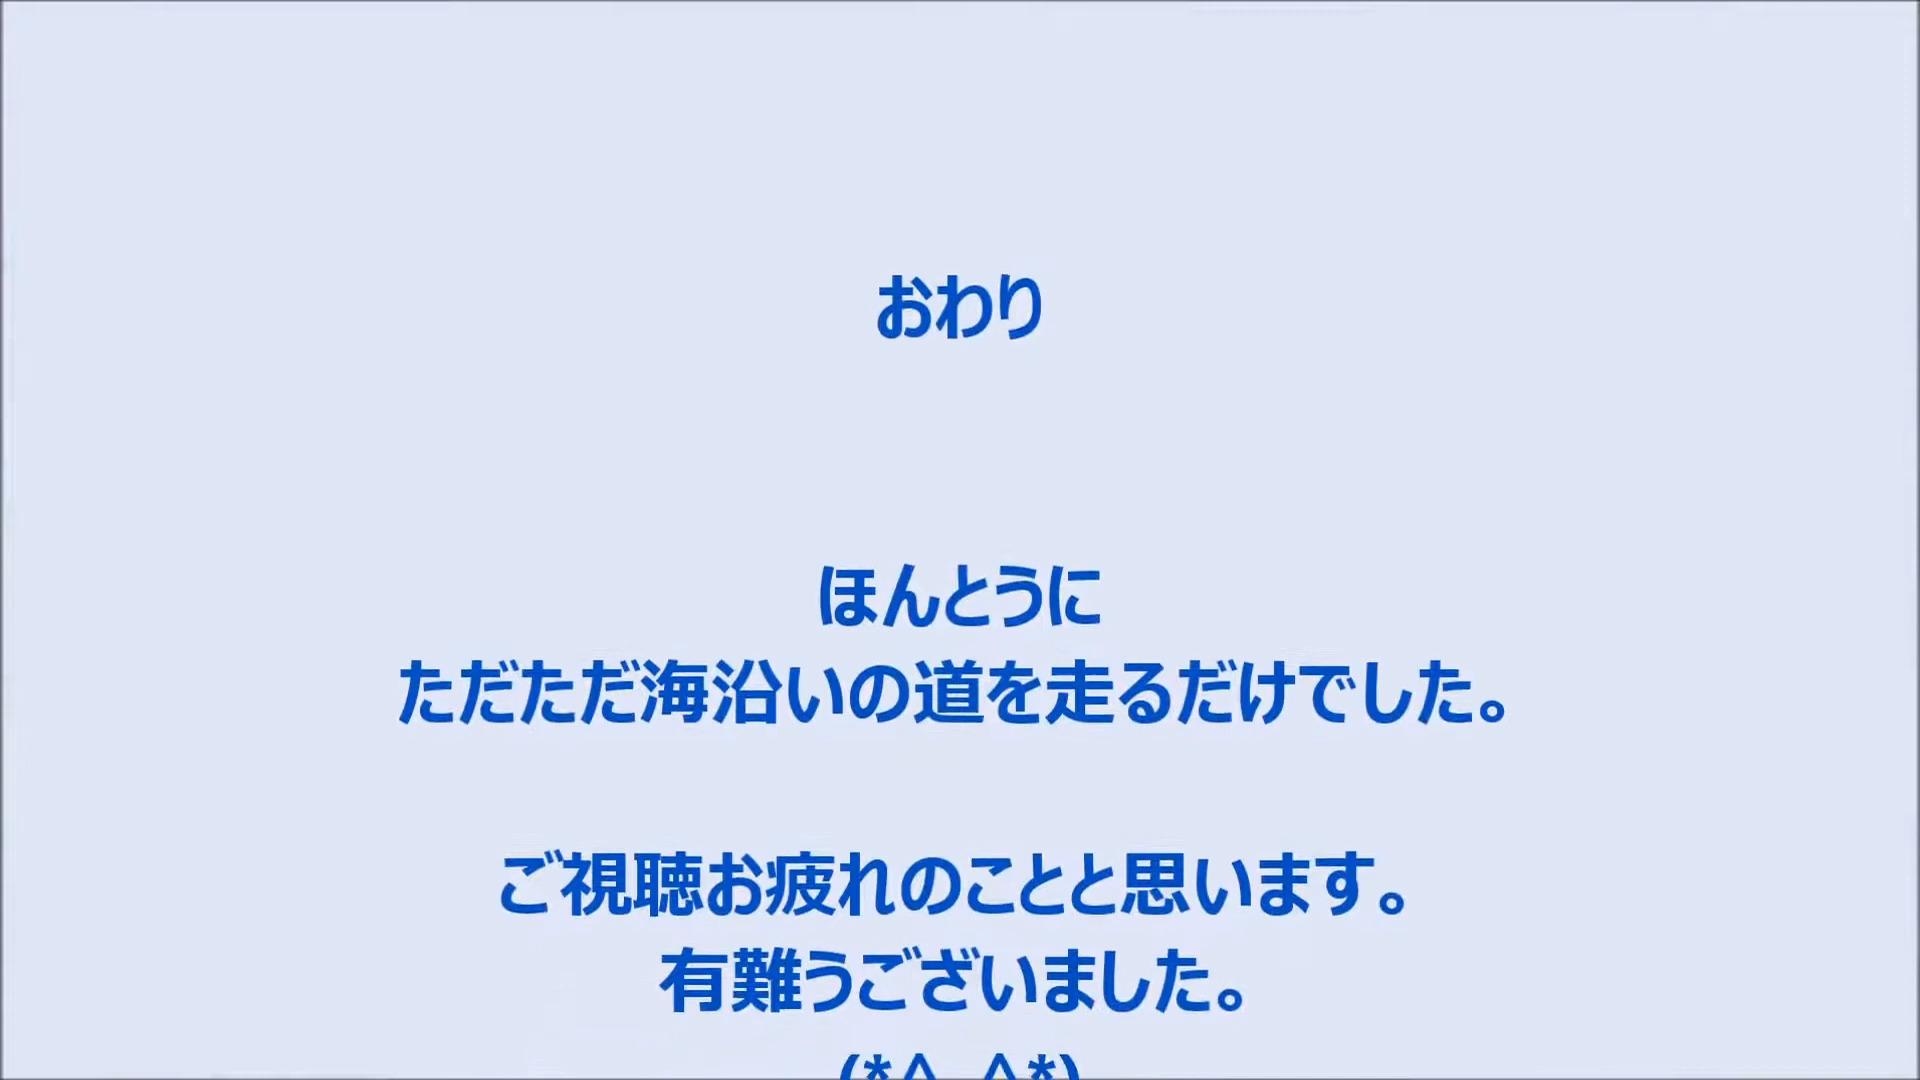 おわり
ほんとうに
ただただ海沿いの道を走るだけでした。
ご視聴お疲れのことと思います。
有難うございました。
(*^_^*)